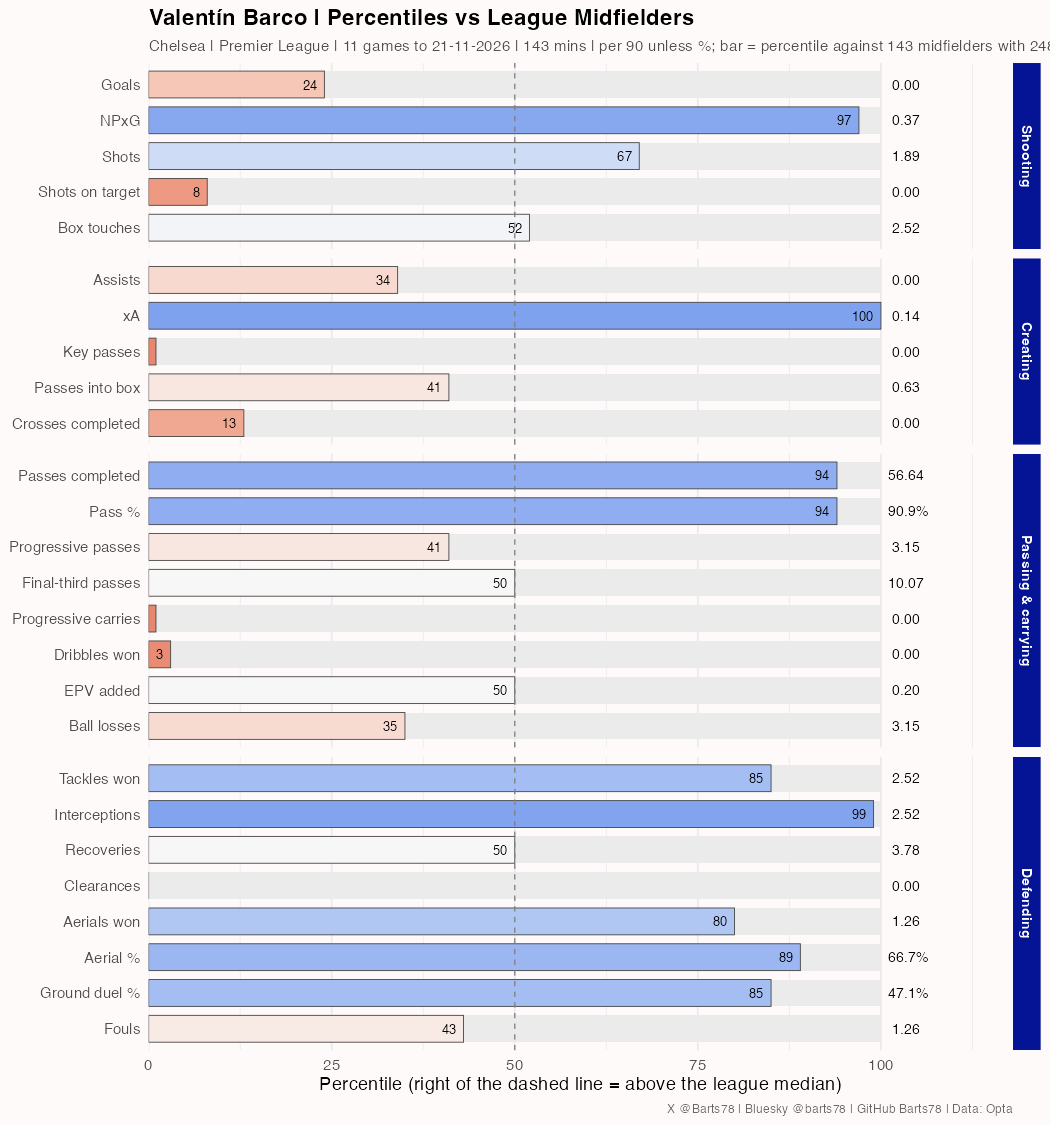 Valentín Barco | Percentiles vs League Midfielders
Chelsea | Premier League | 11 games to 21-11-2026 | 143 mins | per 90 unless %; bar = percentile against 143 midfielders with 248
Goals 24 0.00
NPxG 97 0.37
Shots 67 1.89
Shots on target 8 0.00
Box touches 52 2.52
Shooting
Assists 34 0.00
xA 100 0.14
Key passes 0.00
Passes into box 41 0.63
Crosses completed 13 0.00
Creating
Passes completed 94 56.64
Pass % 94 90.9%
Progressive passes 41 3.15
Final-third passes 50 10.07
Progressive carries 0.00
Dribbles won 3 0.00
EPV added 50 0.20
Ball losses 35 3.15
Passing & carrying
Tackles won 85 2.52
Interceptions 99 2.52
Recoveries 50 3.78
Clearances 0.00
Aerials won 80 1.26
Aerial % 89 66.7%
Ground duel % 85 47.1%
Fouls 43 1.26
Defending
0 25 50 75 100
Percentile (right of the dashed line = above the league median)
X @Barts78 | Bluesky @barts78 | GitHub Barts78 | Data: Opta